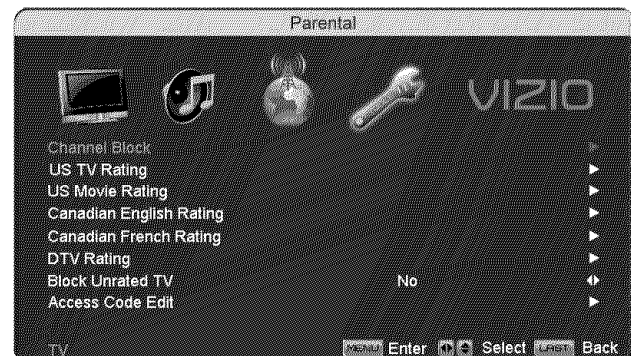 Parental
VIZIO
Channel Block
US TV Rating
US Movie Rating
Canadian English Rating
Canadian French Rating
DTV Rating
Block Unrated TV No
Access Code Edit
TV MENU Enter Select LAST Back